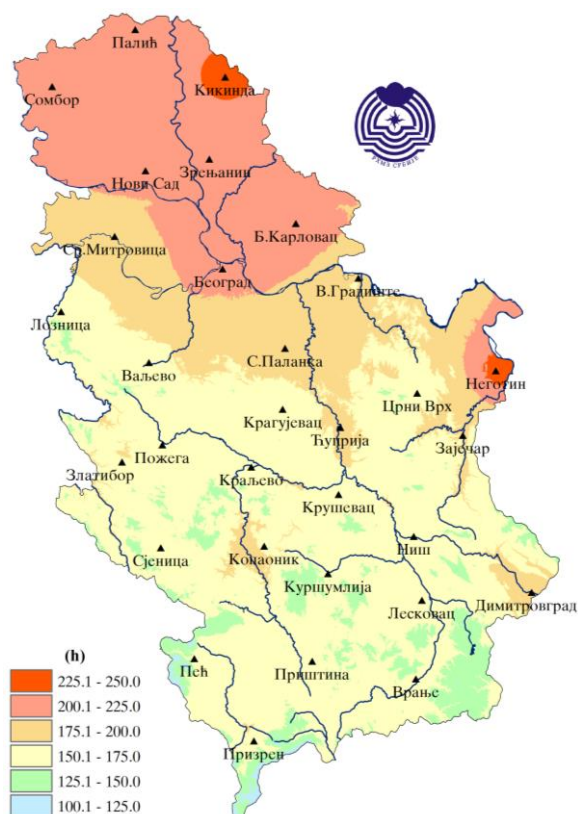 Палић
Кикинда
Сомбор
Зрењанин
Нови Сад
Б.Карловац
Ср.Митровица
Београд
В.Градиште
Лозница
С.Паланка
Ваљево
Неготин
Црни Врх
Крагујевац
Ћуприја
Зајечар
Пожега
Златибор
Краљево
Крушевац
Ниш
Сјеница
Копаоник
Куршумлија
Димитровград
Лесковац
(h)
225.1 - 250.0
200.1 - 225.0
175.1 - 200.0
150.1 - 175.0
125.1 - 150.0
100.1 - 125.0
Пећ
Приштина
Врање
Призрен
РХМЗ СРБИЈЕ